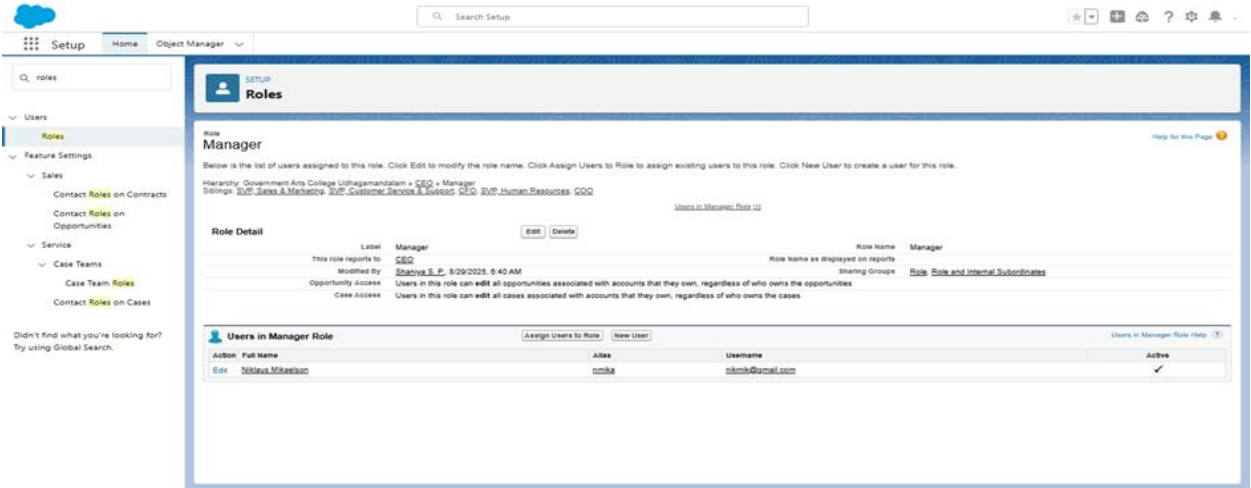 Search Setup
Setup
Home
Object Manager
roles
Users
Roles
Feature Settings
Sales
Contact Roles on Contracts
Contact Roles on
Opportunities
Service
Case Teams
Case Team Roles
Contact Roles on Cases
Didn't find what you're looking for?
Try using Global Search.
SETUP
Roles
Role
Manager
Help for this Page
Below is the list of users assigned to this role. Click Edit to modify the role name. Click Assign Users to Role to assign existing users to this role. Click New User to create a user for this role.
Hierarchy: Government Arts College Udhagamandalam » CEO » Manager
Siblings: SVP, Sales & Marketing, SVP, Customer Service & Support, CFO, SVP, Human Resources, COO
Users in Manager Role [1]
Role Detail Edit Delete
Label Manager Role Name Manager
This role reports to CEO Role Name as displayed on reports
Modified By Shaniya S. P., 8/29/2025, 6:40 AM Sharing Groups Role, Role and Internal Subordinates
Opportunity Access Users in this role can edit all opportunities associated with accounts that they own, regardless of who owns the opportunities
Case Access Users in this role can edit all cases associated with accounts that they own, regardless of who owns the cases
Users in Manager Role Assign Users to Role New User Users in Manager Role Help ?
Action Full Name Alias Username Active
Edit Niklaus Mikaelson nmika nikmik@gmail.com ✓